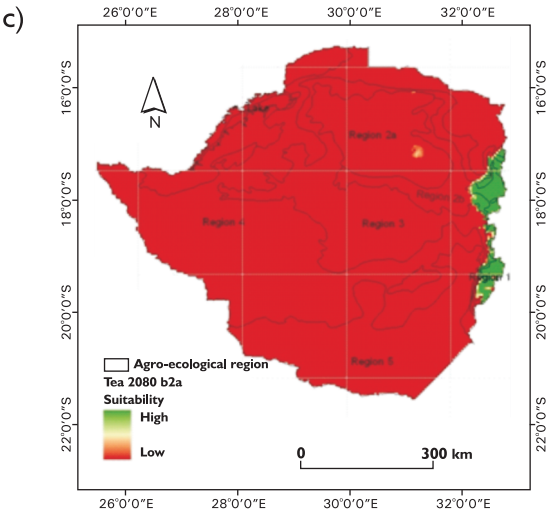 c)
26°0'0"E 28°0'0"E 30°0'0"E 32°0'0"E
16°0'0"S 16°0'0"S
Region 2a
18°0'0"S 18°0'0"S
Region 2b
Region 4 Region 3
Region 1
20°0'0"S 20°0'0"S
Region 5
Agro-ecological region
Tea 2080 b2a
Suitability
High
Low
0 300 km
N
22°0'0"S 22°0'0"S
26°0'0"E 28°0'0"E 30°0'0"E 32°0'0"E